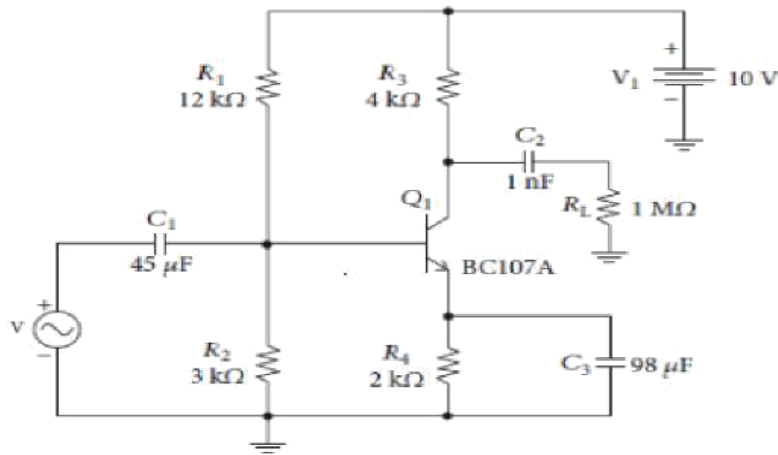 R1
12 kΩ
R3
4 kΩ
+
V1
10 V
-
C2
1 nF
Q1
RL
1 MΩ
C1
45 μF
BC107A
+
V
-
R2
3 kΩ
R4
2 kΩ
C3
98 μF